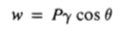 w = Pγ cos θ